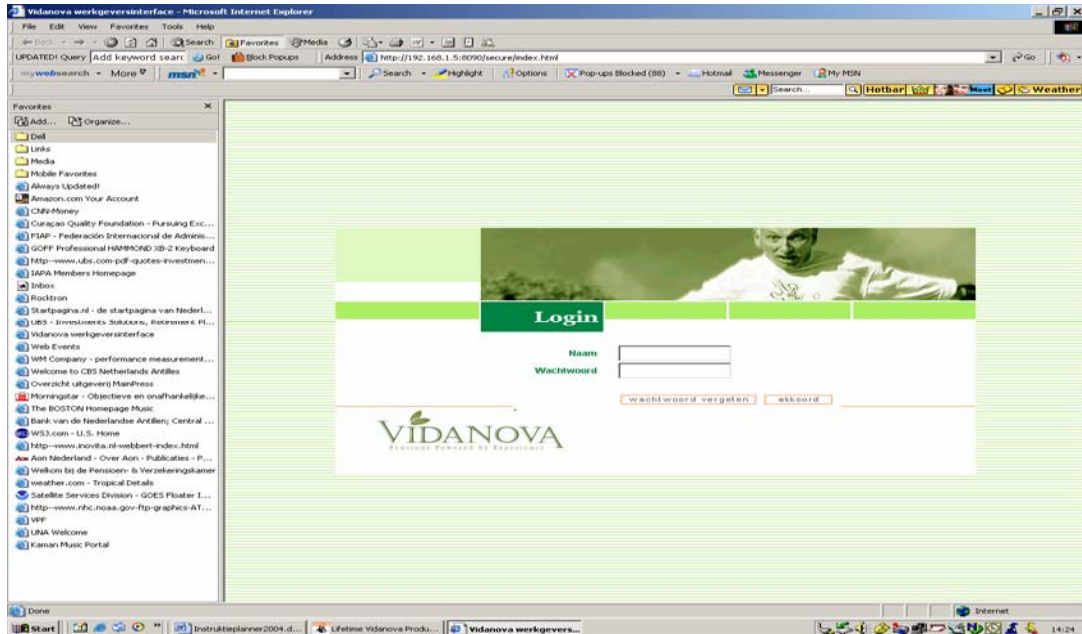 Vidanova werkgeversinterface - Microsoft Internet Explorer
File Edit View Favorites Tools Help
Back Search Favorites Media
UPDATED! Query Add keyword searc Go! Block Popups Address http://192.168.1.5:8090/secure/index.html Go
mywebsearch More msn Search Highlight Options Pop-ups Blocked (88) Hotmail Messenger My MSN
Search... Hotbar Meet Weather
Favorites
Add... Organize...
Dell
Links
Media
Mobile Favorites
Always Updated!
Amazon.com Your Account
CNN-Money
Curaçao Quality Foundation - Pursuing Exc...
FIAP - Federación Internacional de Adminis...
GOFF Professional HAMMOND XB-2 Keyboard
http--www.ubs.com-pdf-quotes-investmen...
IAPA Members Homepage
Inbox
Rocktron
Startpagina.nl - de startpagina van Nederl...
UBS - Investments Solutions, Retirement Pl...
Vidanova werkgeversinterface
Web Events
WM Company - performance measurement...
Welcome to CBS Netherlands Antilles
Overzicht uitgeverij MainPress
Morningstar - Objectieve en onafhankelijke...
The BOSTON Homepage Music
Bank van de Nederlandse Antillen; Central ...
WS3.com - U.S. Home
http--www.inovita.nl-webbert-index.html
Aon Aon Nederland - Over Aon - Publicaties - P...
Welkom bij de Pensioen- & Verzekeringskamer
weather.com - Tropical Details
Satellite Services Division - GOES Floater I...
http--www.nhc.noaa.gov-ftp-graphics-AT...
VPP
UNA Welcome
Kaman Music Portal
Login
Naam
Wachtwoord
wachtwoord vergeten akkoord
VIDANOVA
Pensions Powered by Experience
Done Internet
Start Instruktieplanner2004.d... Lifetime Vidanova Produ... Vidanova werkgevers... 14:24